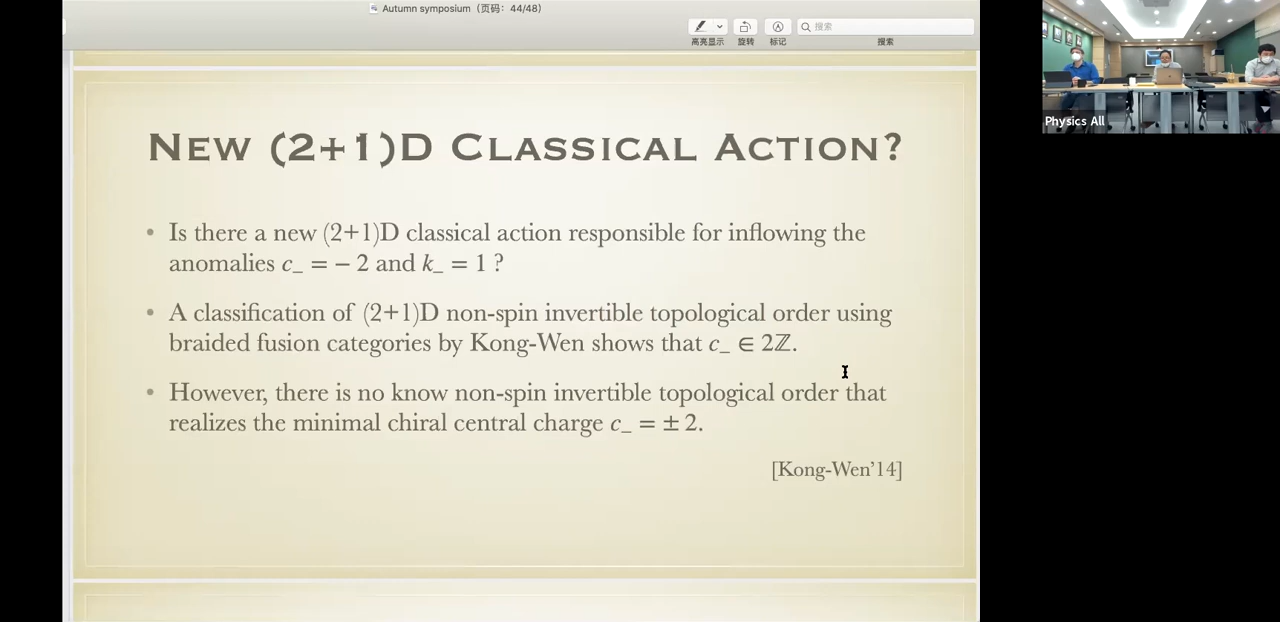 Autumn symposium（页码：44/48）
搜索
高亮显示
旋转
标记
搜索
Physics All
NEW (2+1)D CLASSICAL ACTION?
• Is there a new (2+1)D classical action responsible for inflowing the
anomalies c_ = − 2 and k_ = 1 ?
• A classification of (2+1)D non-spin invertible topological order using
braided fusion categories by Kong-Wen shows that c_ ∈ 2ℤ.
• However, there is no know non-spin invertible topological order that
realizes the minimal chiral central charge c_ = ± 2.
[Kong-Wen’14]